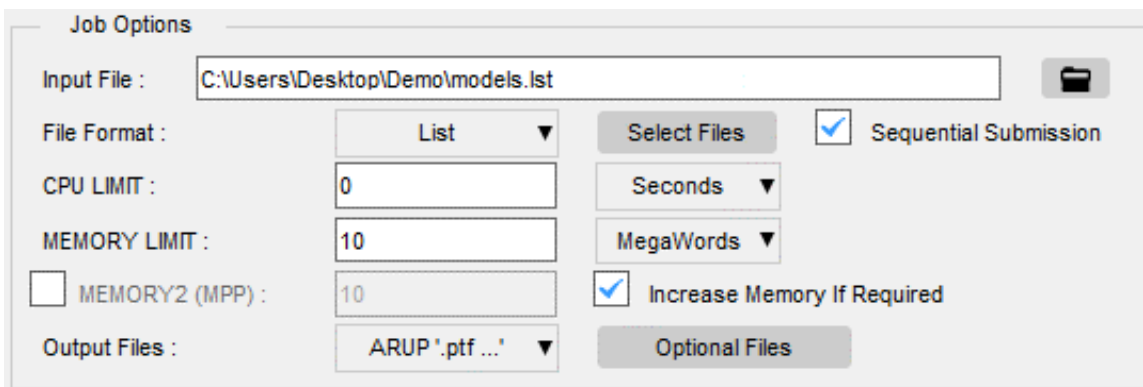 Job Options
Input File : C:\Users\Desktop\Demo\models.lst
File Format : List Select Files Sequential Submission
CPU LIMIT : 0 Seconds
MEMORY LIMIT : 10 MegaWords
MEMORY2 (MPP) : 10 Increase Memory If Required
Output Files : ARUP '.ptf ...' Optional Files